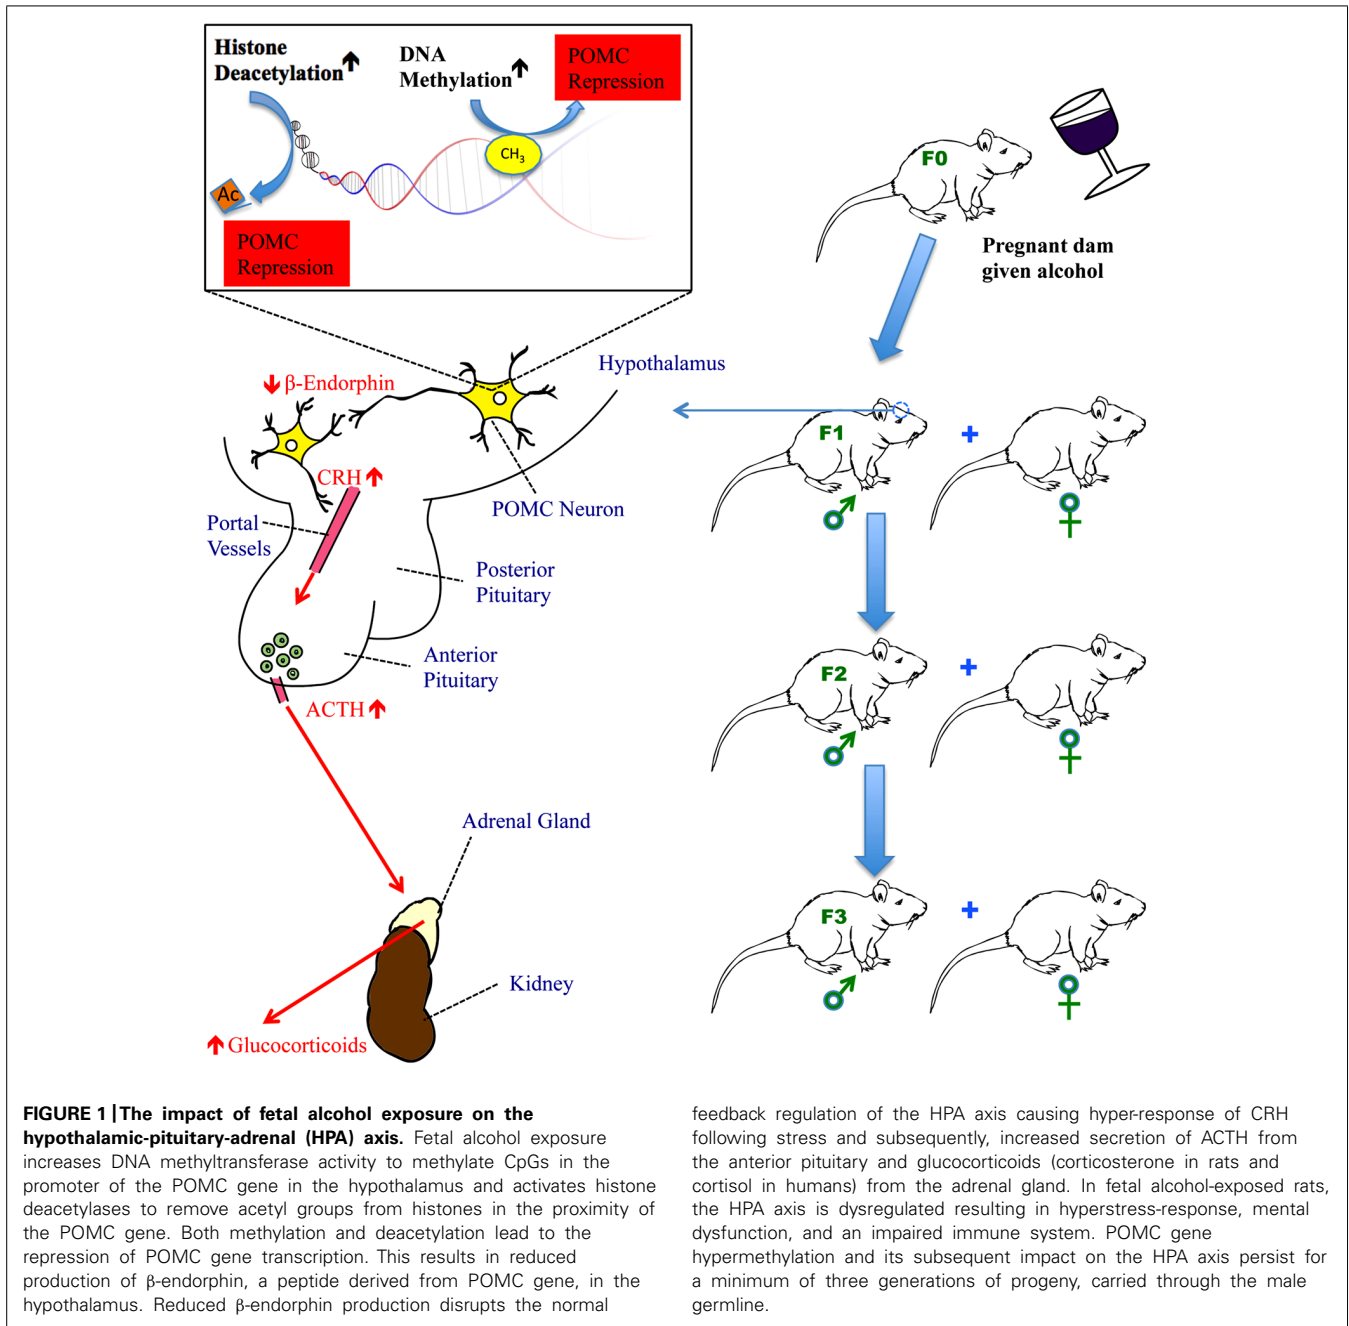 Histone
Deacetylation
DNA
Methylation
POMC
Repression
CH3
Ac
POMC
Repression
F0
Pregnant dam
given alcohol
Hypothalamus
β-Endorphin
CRH
POMC Neuron
Portal
Vessels
Posterior
Pituitary
Anterior
Pituitary
ACTH
Adrenal Gland
Kidney
Glucocorticoids
F1
+
F2
+
F3
+
FIGURE 1 | The impact of fetal alcohol exposure on the
hypothalamic-pituitary-adrenal (HPA) axis. Fetal alcohol exposure
increases DNA methyltransferase activity to methylate CpGs in the
promoter of the POMC gene in the hypothalamus and activates histone
deacetylases to remove acetyl groups from histones in the proximity of
the POMC gene. Both methylation and deacetylation lead to the
repression of POMC gene transcription. This results in reduced
production of β-endorphin, a peptide derived from POMC gene, in the
hypothalamus. Reduced β-endorphin production disrupts the normal
feedback regulation of the HPA axis causing hyper-response of CRH
following stress and subsequently, increased secretion of ACTH from
the anterior pituitary and glucocorticoids (corticosterone in rats and
cortisol in humans) from the adrenal gland. In fetal alcohol-exposed rats,
the HPA axis is dysregulated resulting in hyperstress-response, mental
dysfunction, and an impaired immune system. POMC gene
hypermethylation and its subsequent impact on the HPA axis persist for
a minimum of three generations of progeny, carried through the male
germline.